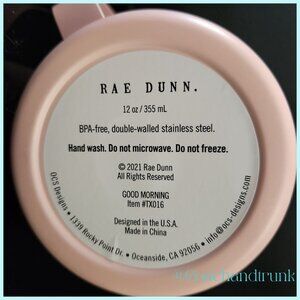 RAE DUNN.
12 oz / 355 mL
BPA-free, double-walled stainless steel.
Hand wash. Do not microwave. Do not freeze.
© 2021 Rae Dunn
All Rights Reserved
GOOD MORNING
Item #TX016
Designed in the U.S.A.
Made in China
OCS Designs • 1339 Rocky Point Dr. • Oceanside, CA 92056 • info@ocs-designs.com